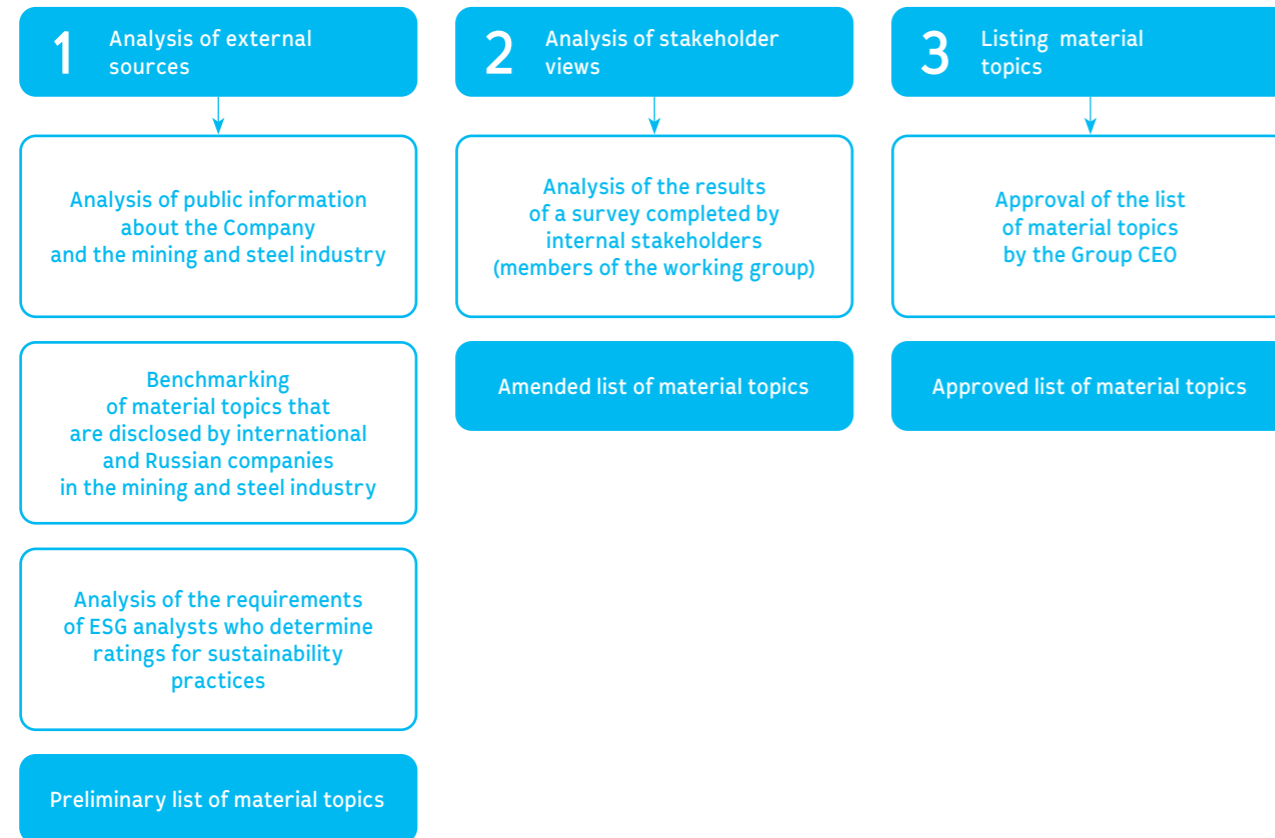 1
Analysis of external
sources
Analysis of public information
about the Company
and the mining and steel industry
Benchmarking
of material topics that
are disclosed by international
and Russian companies
in the mining and steel industry
Analysis of the requirements
of ESG analysts who determine
ratings for sustainability
practices
Preliminary list of material topics
2
Analysis of stakeholder
views
Analysis of the results
of a survey completed by
internal stakeholders
(members of the working group)
Amended list of material topics
3
Listing material
topics
Approval of the list
of material topics
by the Group CEO
Approved list of material topics